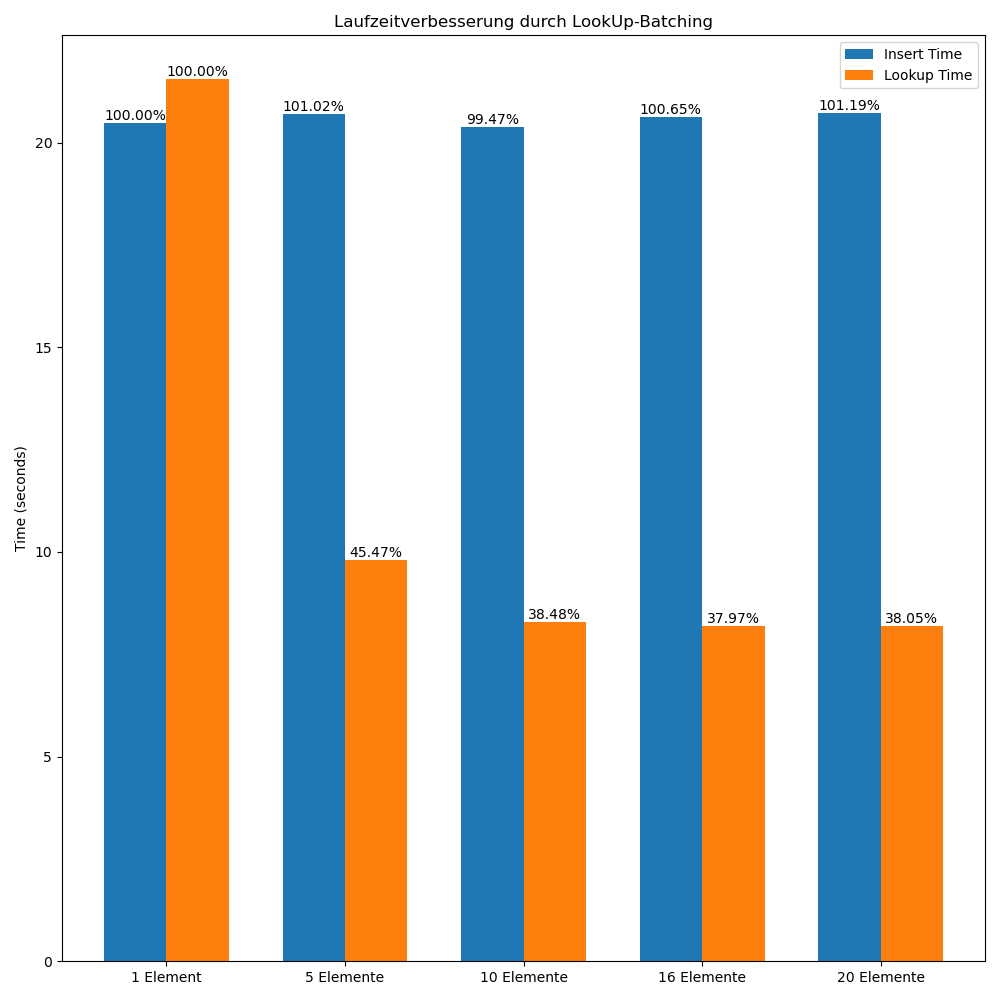 Laufzeitverbesserung durch LookUp-Batching
Insert Time
Lookup Time
100.00%
100.00%
101.02%
45.47%
99.47%
38.48%
100.65%
37.97%
101.19%
38.05%
Time (seconds)
20
15
10
5
0
1 Element
5 Elemente
10 Elemente
16 Elemente
20 Elemente